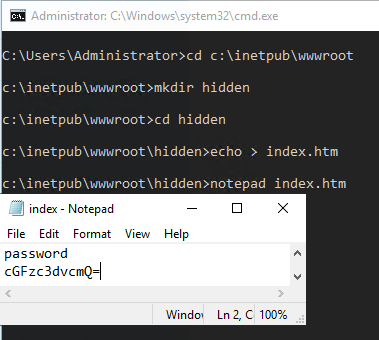 Administrator: C:\Windows\system32\cmd.exe
C:\Users\Administrator>cd c:\inetpub\wwwroot
c:\inetpub\wwwroot>mkdir hidden
c:\inetpub\wwwroot>cd hidden
c:\inetpub\wwwroot\hidden>echo > index.htm
c:\inetpub\wwwroot\hidden>notepad index.htm
index - Notepad
File Edit Format View Help
password
cGFzc3dvcmQ=
Window Ln 2, C 100%